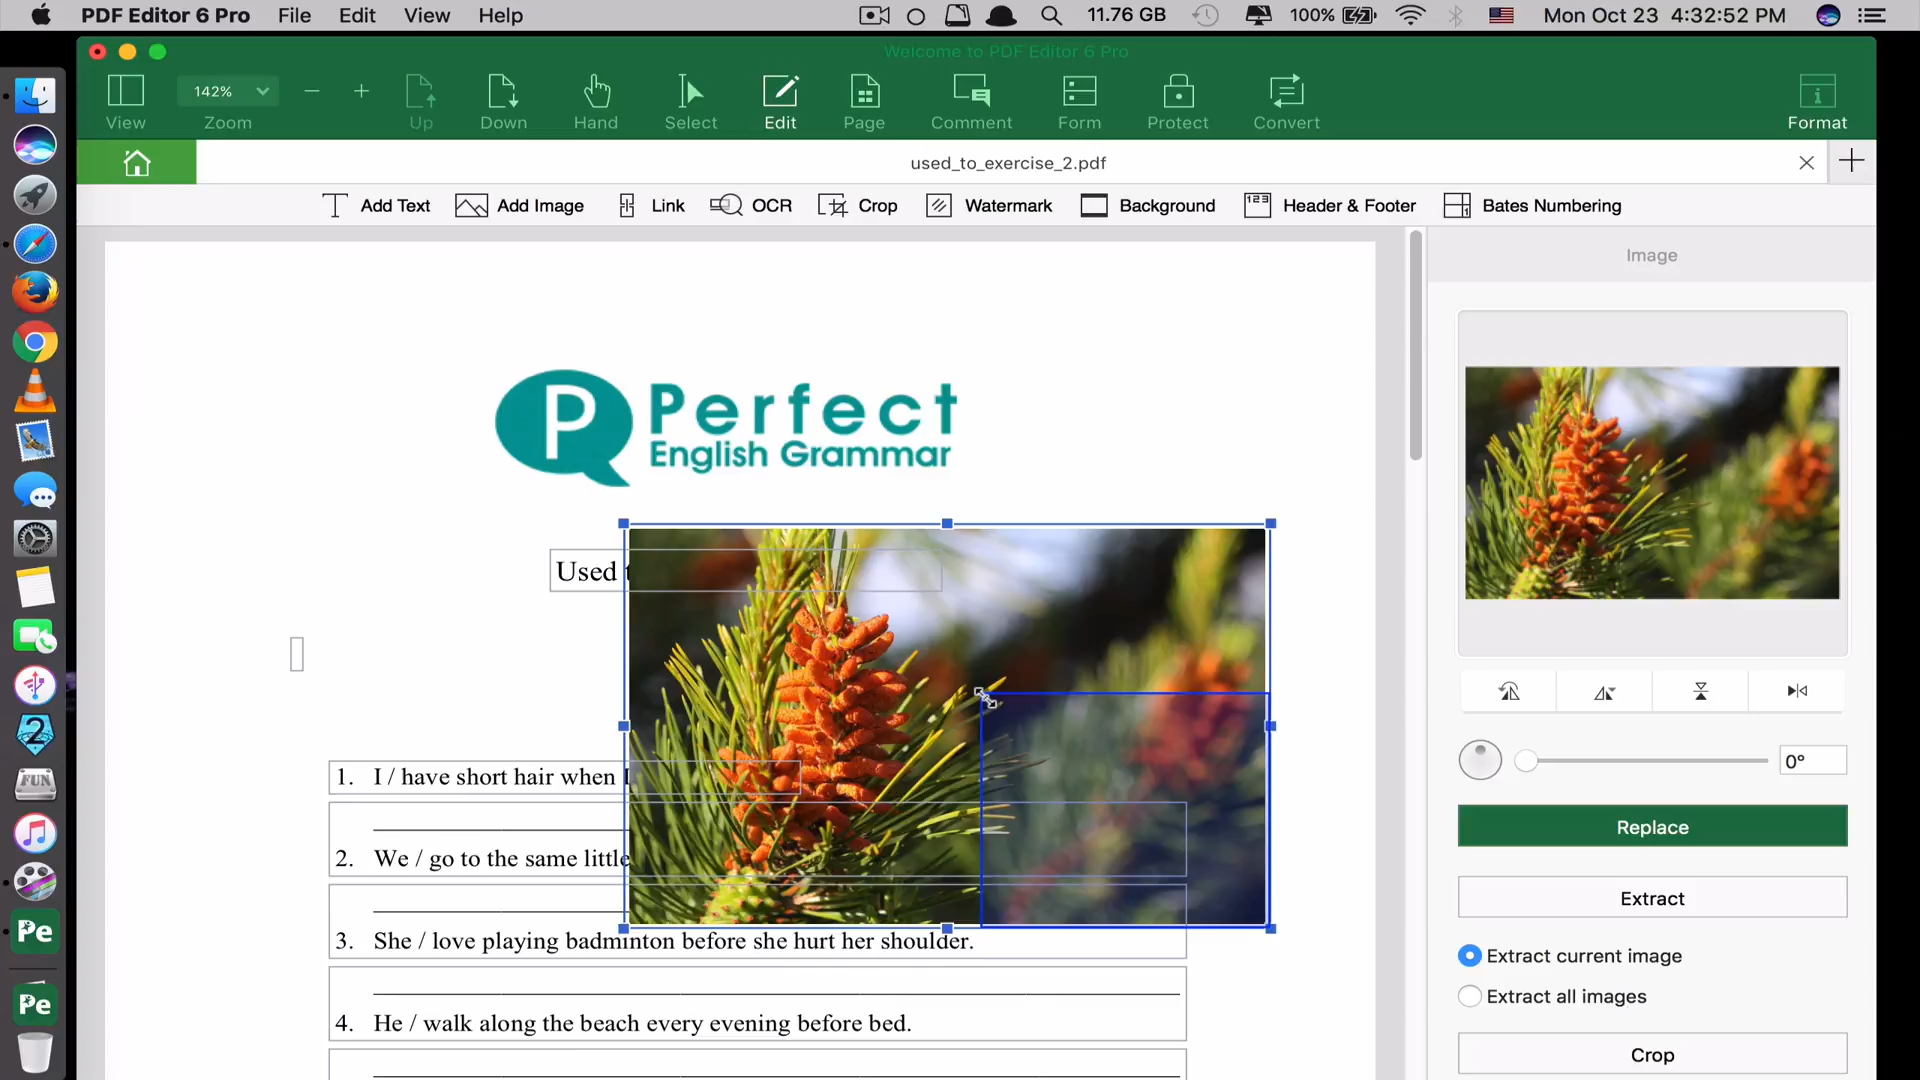 PDF Editor 6 Pro File Edit View Help 11.76 GB 100% Mon Oct 23 4:32:52 PM
Welcome to PDF Editor 6 Pro
142%
View Zoom Up Down Hand Select Edit Page Comment Form Protect Convert Format
used_to_exercise_2.pdf
Add Text Add Image Link OCR Crop Watermark Background Header & Footer Bates Numbering
Image
P Perfect
English Grammar
Used t
1. I / have short hair when I
2. We / go to the same little
3. She / love playing badminton before she hurt her shoulder.
4. He / walk along the beach every evening before bed.
0°
Replace
Extract
Extract current image
Extract all images
Crop
2
FUN
Pe
Pe